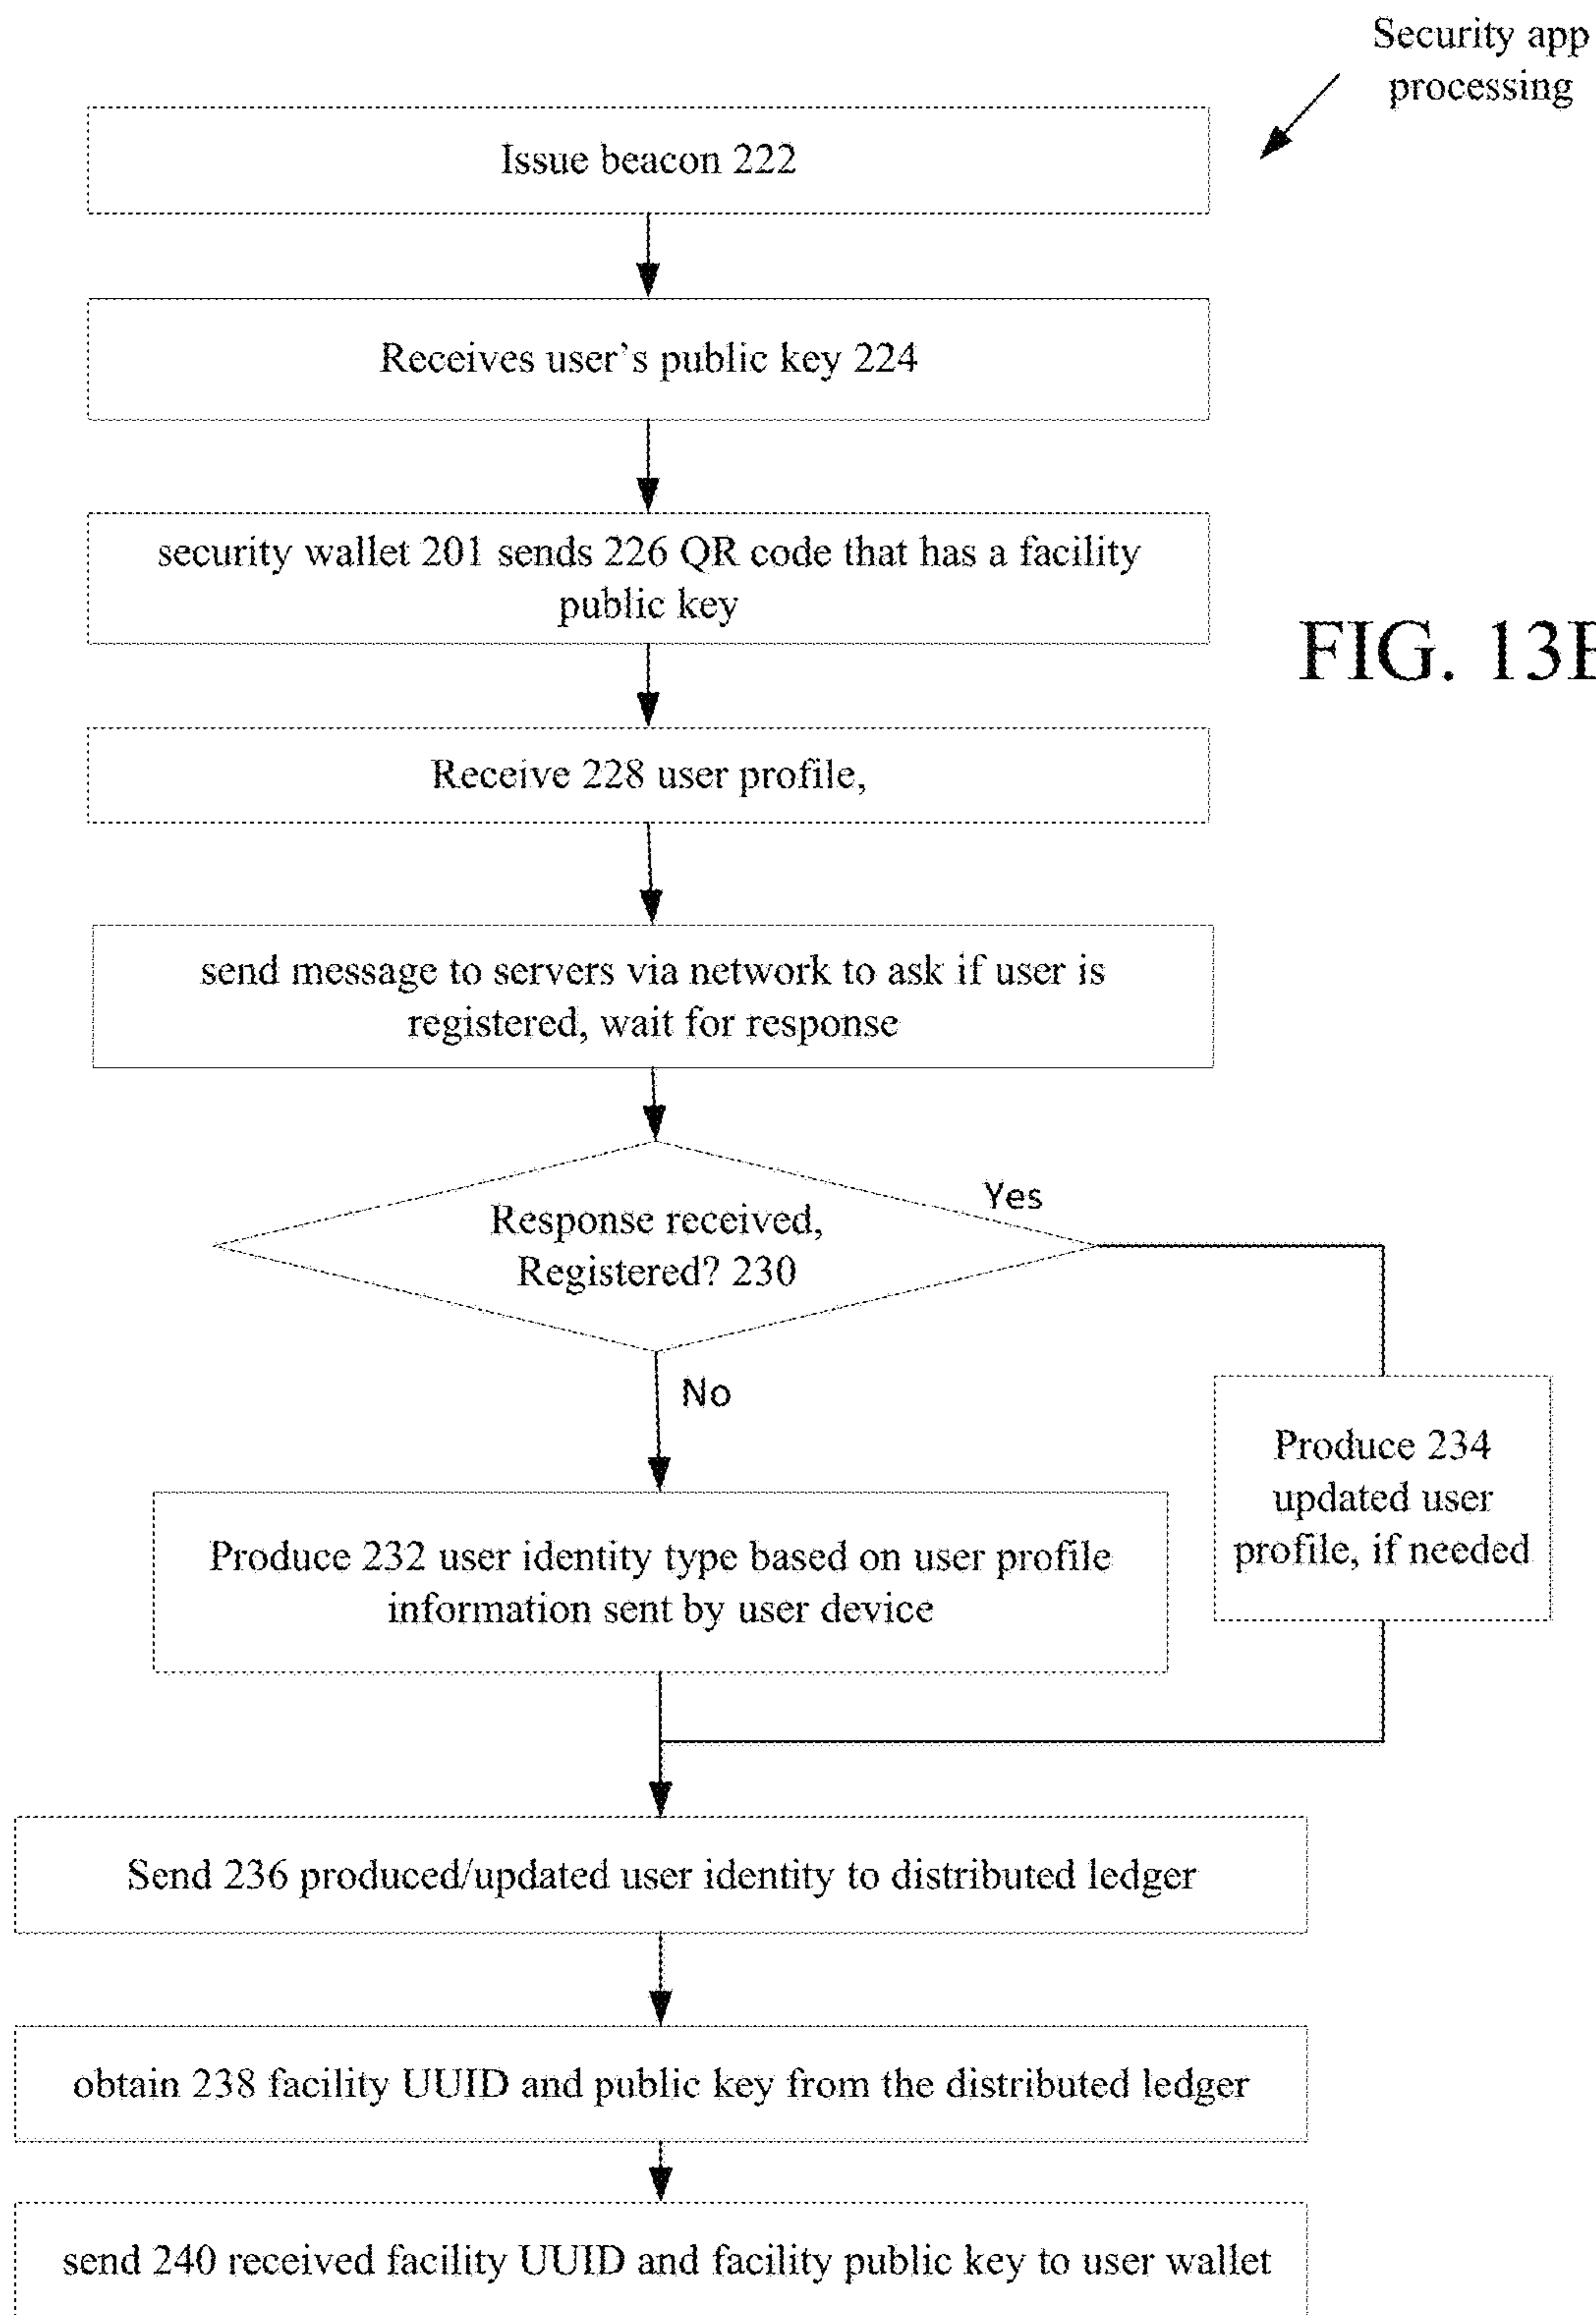 Security app
processing
Issue beacon 222
Receives user's public key 224
security wallet 201 sends 226 QR code that has a facility
public key
FIG. 13B
Receive 228 user profile,
send message to servers via network to ask if user is
registered, wait for response
Yes
Response received,
Registered? 230
No
Produce 234
updated user
profile, if needed
Produce 232 user identity type based on user profile
information sent by user device
Send 236 produced/updated user identity to distributed ledger
obtain 238 facility UUID and public key from the distributed ledger
send 240 received facility UUID and facility public key to user wallet